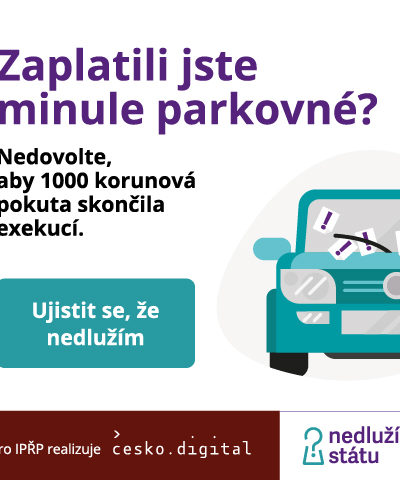 Zaplatili jste
minule parkovné?
Nedovolte,
aby 1000 korunová
pokuta skončila
exekucí.
Ujistit se, že
nedlužím
ro IPŘP realizuje
cesko.digital
nedluží
státu